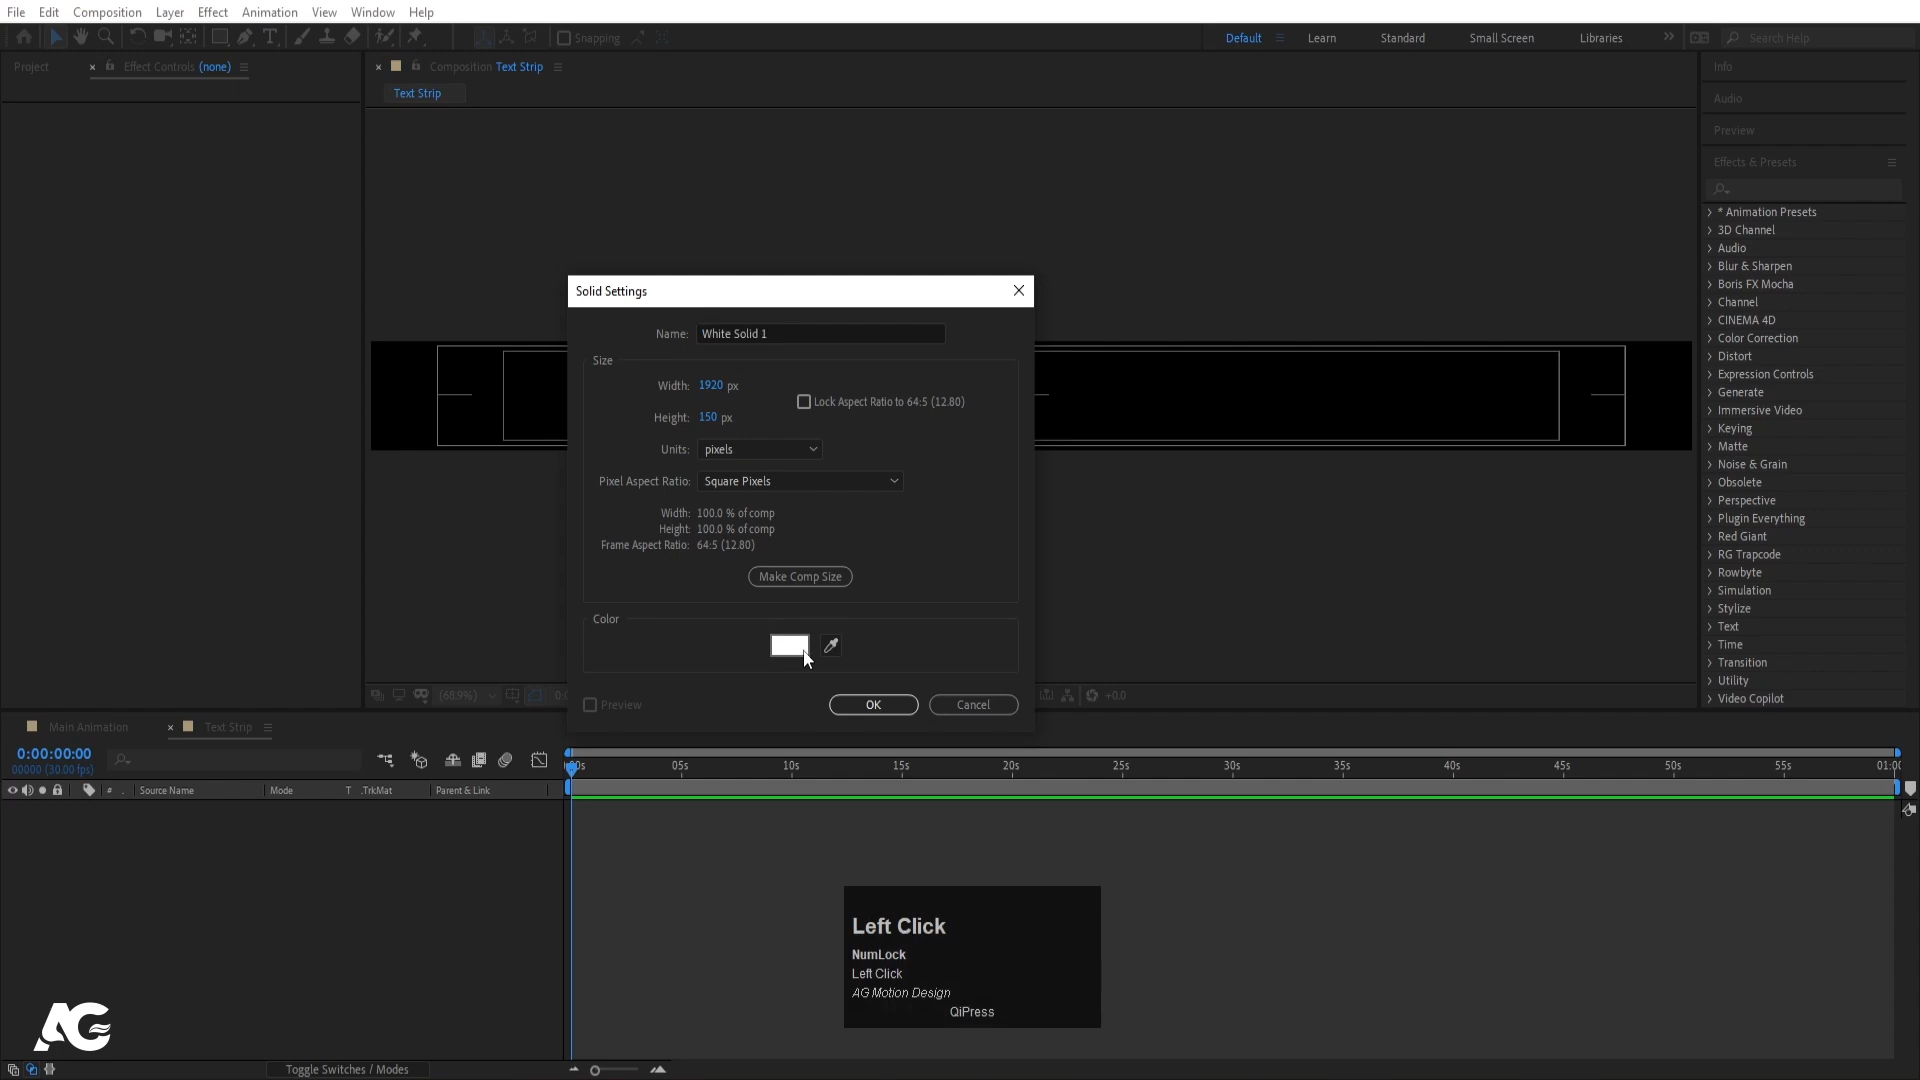 File Edit Composition Layer Effect Animation View Window Help
Snapping
Default Learn Standard Small Screen Libraries Search Help
Project Effect Controls (none)
Composition Text Strip
Text Strip
Info
Audio
Preview
Effects & Presets
* Animation Presets
3D Channel
Audio
Blur & Sharpen
Boris FX Mocha
Channel
CINEMA 4D
Color Correction
Distort
Expression Controls
Generate
Immersive Video
Keying
Matte
Noise & Grain
Obsolete
Perspective
Plugin Everything
Red Giant
RG Trapcode
Rowbyte
Simulation
Stylize
Text
Time
Transition
Utility
Video Copilot
Solid Settings
Name: White Solid 1
Size
Width: 1920 px
Lock Aspect Ratio to 64:5 (12.80)
Height: 150 px
Units: pixels
Pixel Aspect Ratio: Square Pixels
Width: 100.0 % of comp
Height: 100.0 % of comp
Frame Aspect Ratio: 64:5 (12.80)
Make Comp Size
Color
Preview OK Cancel
(68.9%) +0.0
Main Animation Text Strip
0:00:00:00
00000 (30.00 fps)
# Source Name Mode T .TrkMat Parent & Link
05s 10s 15s 20s 25s 30s 35s 40s 45s 50s 55s
Left Click
NumLock
Left Click
AG Motion Design
QiPress
AG
Toggle Switches / Modes